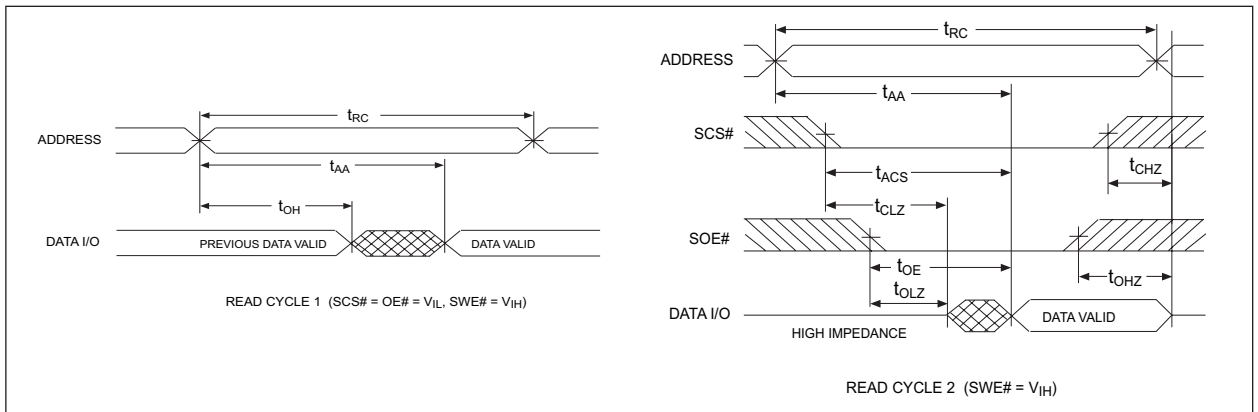 tRC
ADDRESS
tAA
tOH
DATA I/O
PREVIOUS DATA VALID
DATA VALID
READ CYCLE 1 (SCS# = OE# = VIL, SWE# = VIH)
tRC
ADDRESS
tAA
SCS#
tCHZ
tACS
tCLZ
SOE#
tOE
tOHZ
tOLZ
DATA I/O
HIGH IMPEDANCE
DATA VALID
READ CYCLE 2 (SWE# = VIH)